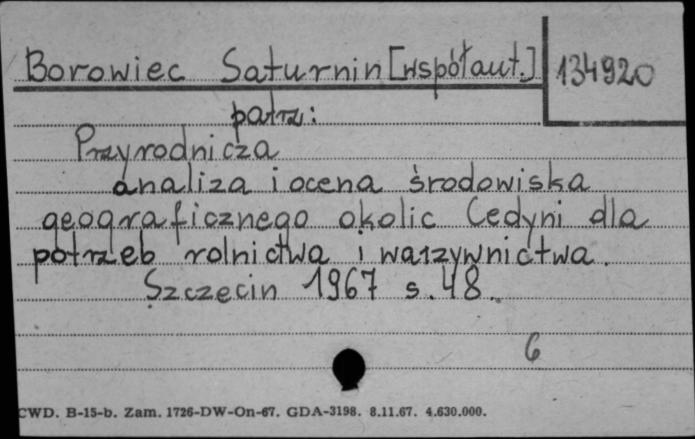 Borowiec Saturnin [współaut.] 134920
patrz:
Przyrodnicza
analiza i ocena środowiska
geograficznego okolic Cedyni dla
potrzeb rolnictwa i warzywnictwa.
Szczecin 1967 s. 48.
6
CWD. B-15-b. Zam. 1726-DW-On-67. GDA-3198. 8.11.67. 4.630.000.